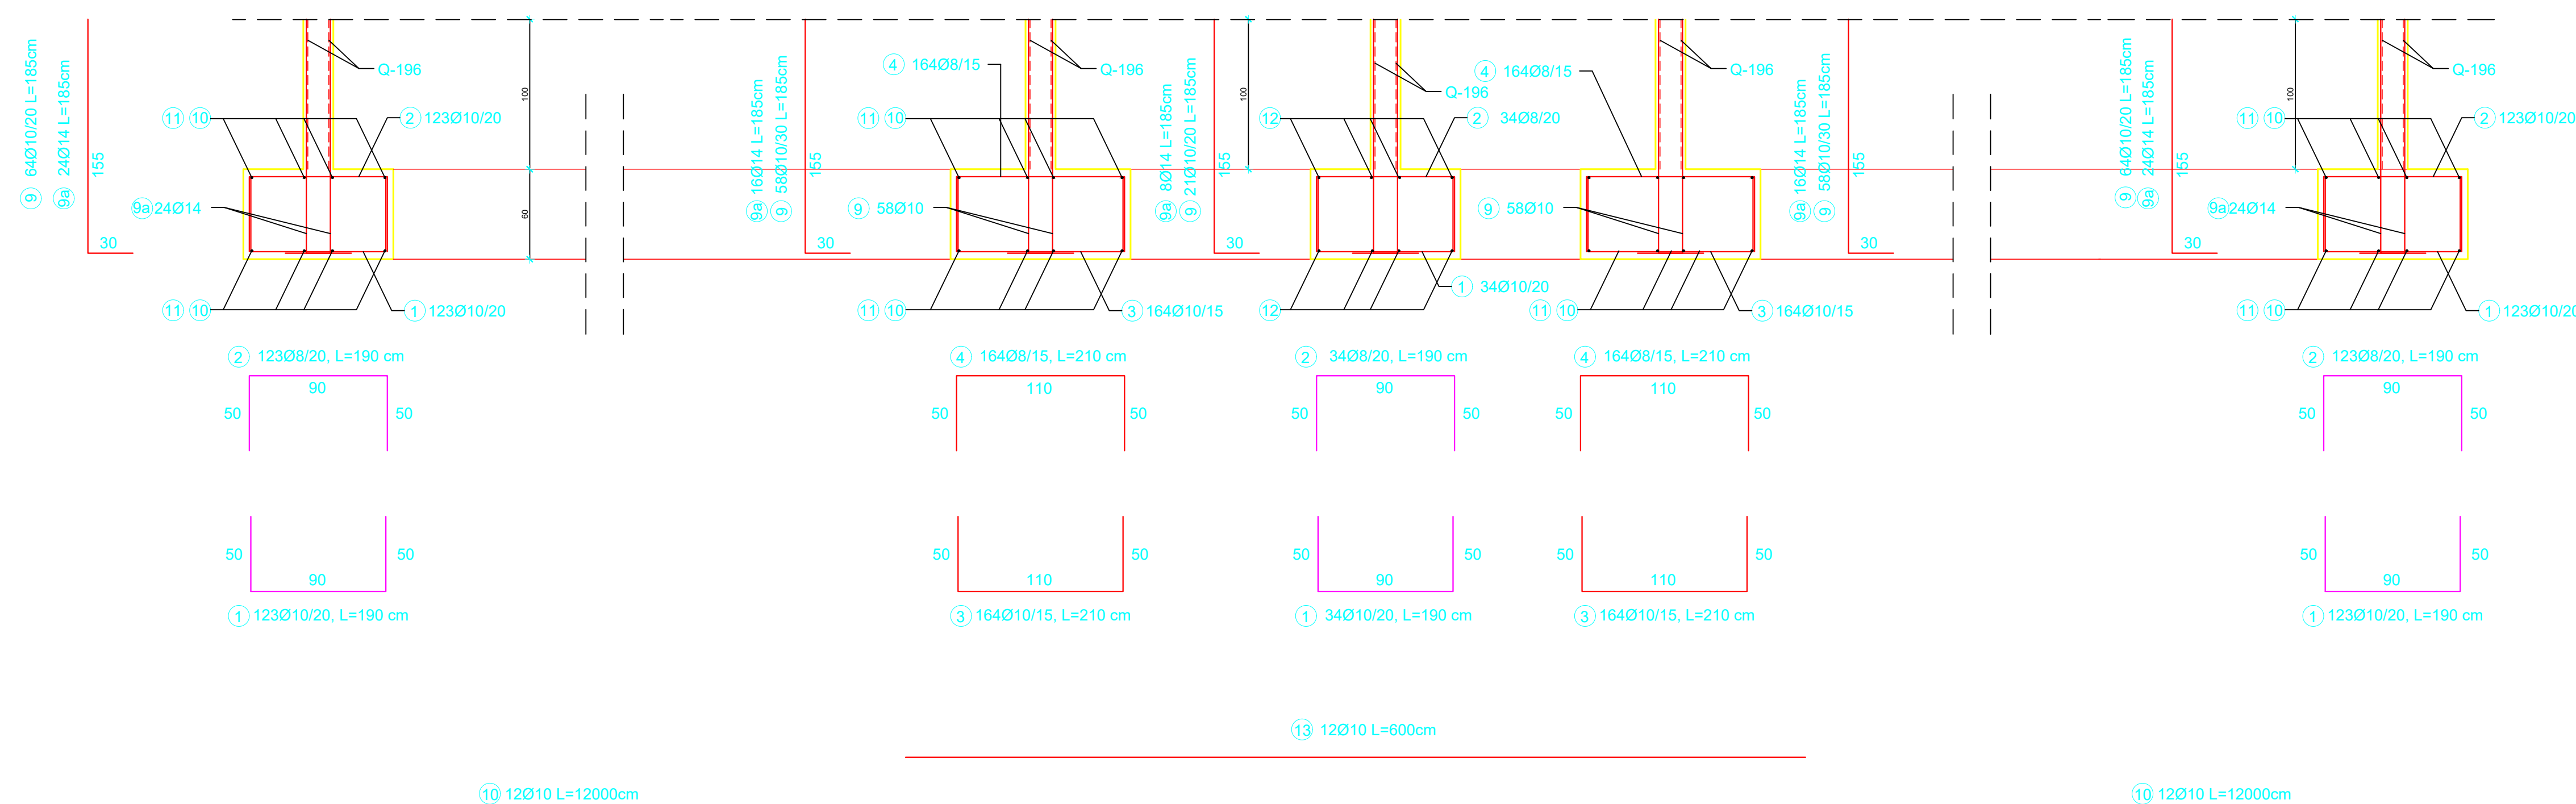 9 64Ø10/20 L=185cm
9a 24Ø14 L=185cm
155
30
Q-196
11 10
2 123Ø10/20
9a 24Ø14
11 10
1 123Ø10/20
100
60
9a 16Ø14 L=185cm
9 58Ø10/30 L=185cm
155
30
4 164Ø8/15
Q-196
11 10
9 58Ø10
11 10
3 164Ø10/15
9a 8Ø14 L=185cm
9 21Ø10/20 L=185cm
155
30
100
Q-196
12
2 34Ø8/20
12
1 34Ø10/20
4 164Ø8/15
Q-196
9 58Ø10
11 10
3 164Ø10/15
9a 16Ø14 L=185cm
9 58Ø10/30 L=185cm
155
30
9 64Ø10/20 L=185cm
9a 24Ø14 L=185cm
155
30
100
Q-196
11 10
2 123Ø10/20
9a 24Ø14
11 10
1 123Ø10/20
2 123Ø8/20, L=190 cm
90
50 50
4 164Ø8/15, L=210 cm
110
50 50
2 34Ø8/20, L=190 cm
90
50 50
4 164Ø8/15, L=210 cm
110
50 50
2 123Ø8/20, L=190 cm
90
50 50
50 50
90
1 123Ø10/20, L=190 cm
50 50
110
3 164Ø10/15, L=210 cm
50 50
90
1 34Ø10/20, L=190 cm
50 50
110
3 164Ø10/15, L=210 cm
50 50
90
1 123Ø10/20, L=190 cm
13 12Ø10 L=600cm
10 12Ø10 L=12000cm
10 12Ø10 L=12000cm